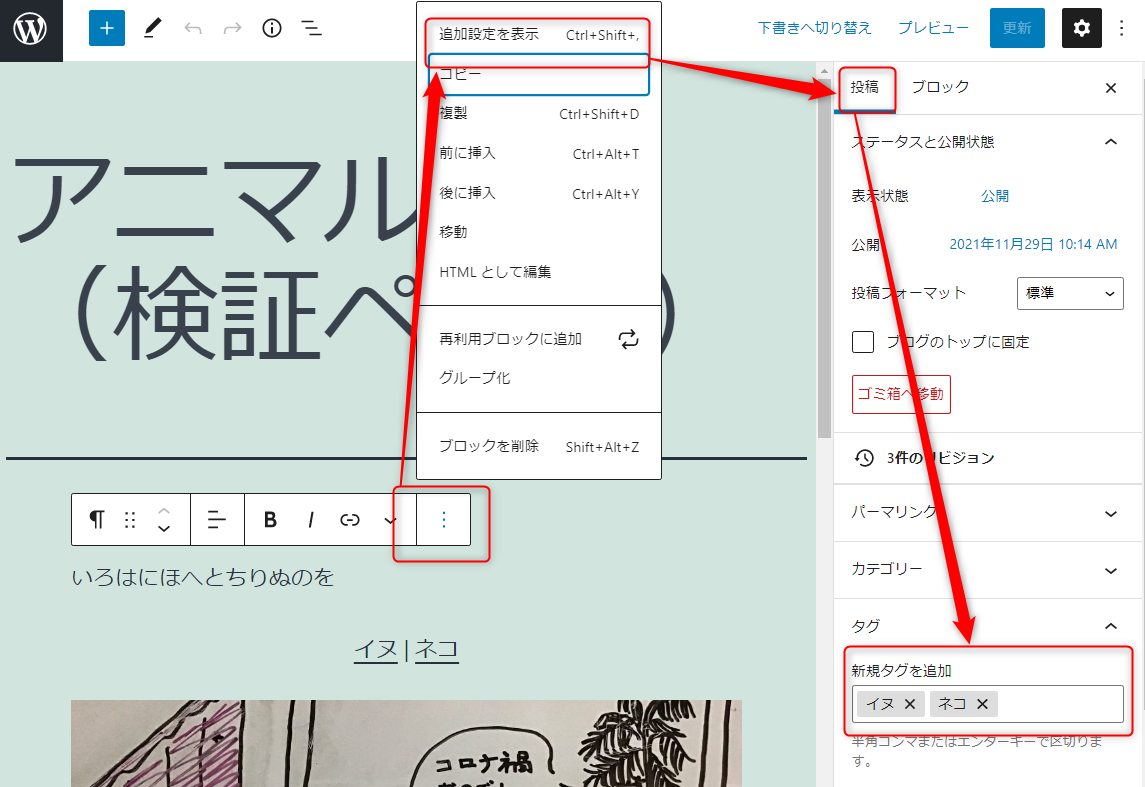 下書きへ切り替え
プレビュー
更新
追加設定を表示 Ctrl+Shift+,
コピー
複製 Ctrl+Shift+D
前に挿入 Ctrl+Alt+T
後に挿入 Ctrl+Alt+Y
移動
HTML として編集
再利用ブロックに追加
グループ化
ブロックを削除 Shift+Alt+Z
アニマル
（検証ペ
）
B I
いろはにほへとちりぬのを
イヌ | ネコ
コロナ禍
投稿 ブロック
ステータスと公開状態
表示状態 公開
公開 2021年11月29日 10:14 AM
投稿フォーマット 標準
ブログのトップに固定
ゴミ箱へ移動
3件のリビジョン
パーマリンク
カテゴリー
タグ
新規タグを追加
イヌ ネコ
半角コンマまたはエンターキーで区切りま
す。